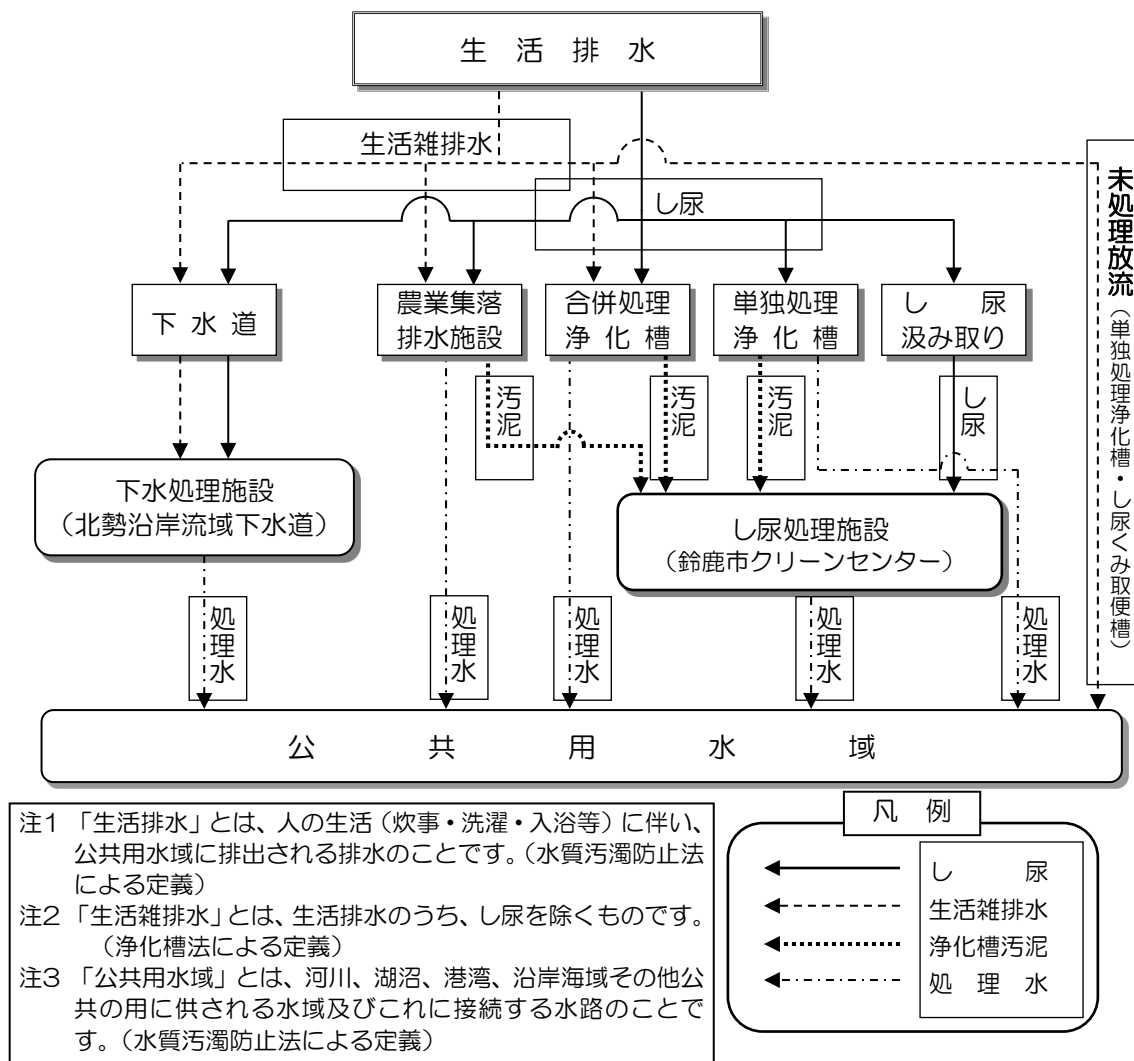 生 活 排 水
生活雑排水
し尿
未処理放流（単独処理浄化槽・し尿くみ取便槽）
下 水 道
農業集落
排水施設
合併処理
浄 化 槽
単独処理
浄 化 槽
し 尿
汲み取り
汚泥
汚泥
汚泥
し尿
下水処理施設
（北勢沿岸流域下水道）
し尿処理施設
（鈴鹿市クリーンセンター）
処理水
処理水
処理水
処理水
処理水
公 共 用 水 域
注1 「生活排水」とは、人の生活（炊事・洗濯・入浴等）に伴い、
公共用水域に排出される排水のことです。（水質汚濁防止法
による定義）
注2 「生活雑排水」とは、生活排水のうち、し尿を除くものです。
（浄化槽法による定義）
注3 「公共用水域」とは、河川、湖沼、港湾、沿岸海域その他公
共の用に供される水域及びこれに接続する水路のことで
す。（水質汚濁防止法による定義）
凡 例
し 尿
生活雑排水
浄化槽汚泥
処 理 水